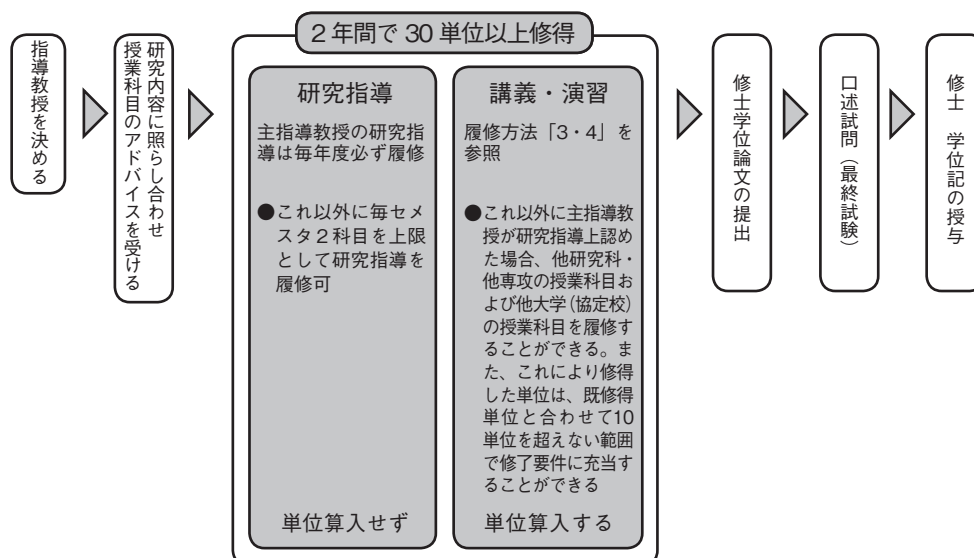 指導教授を決める
研究内容に照らし合わせ
授業科目のアドバイスを受ける
2年間で30単位以上修得
研究指導
主指導教授の研究指
導は毎年度必ず履修
●これ以外に毎セメ
スタ2科目を上限
として研究指導を
履修可
単位算入せず
講義・演習
履修方法「3・4」を
参照
●これ以外に主指導教
授が研究指導上認め
た場合、他研究科・
他専攻の授業科目お
よび他大学(協定校)
の授業科目を履修す
ることができる。ま
た、これにより修得
した単位は、既修得
単位と合わせて10
単位を超えない範囲
で修了要件に充当す
ることができる
単位算入する
修士学位論文の提出
口述試問(最終試験)
修士 学位記の授与